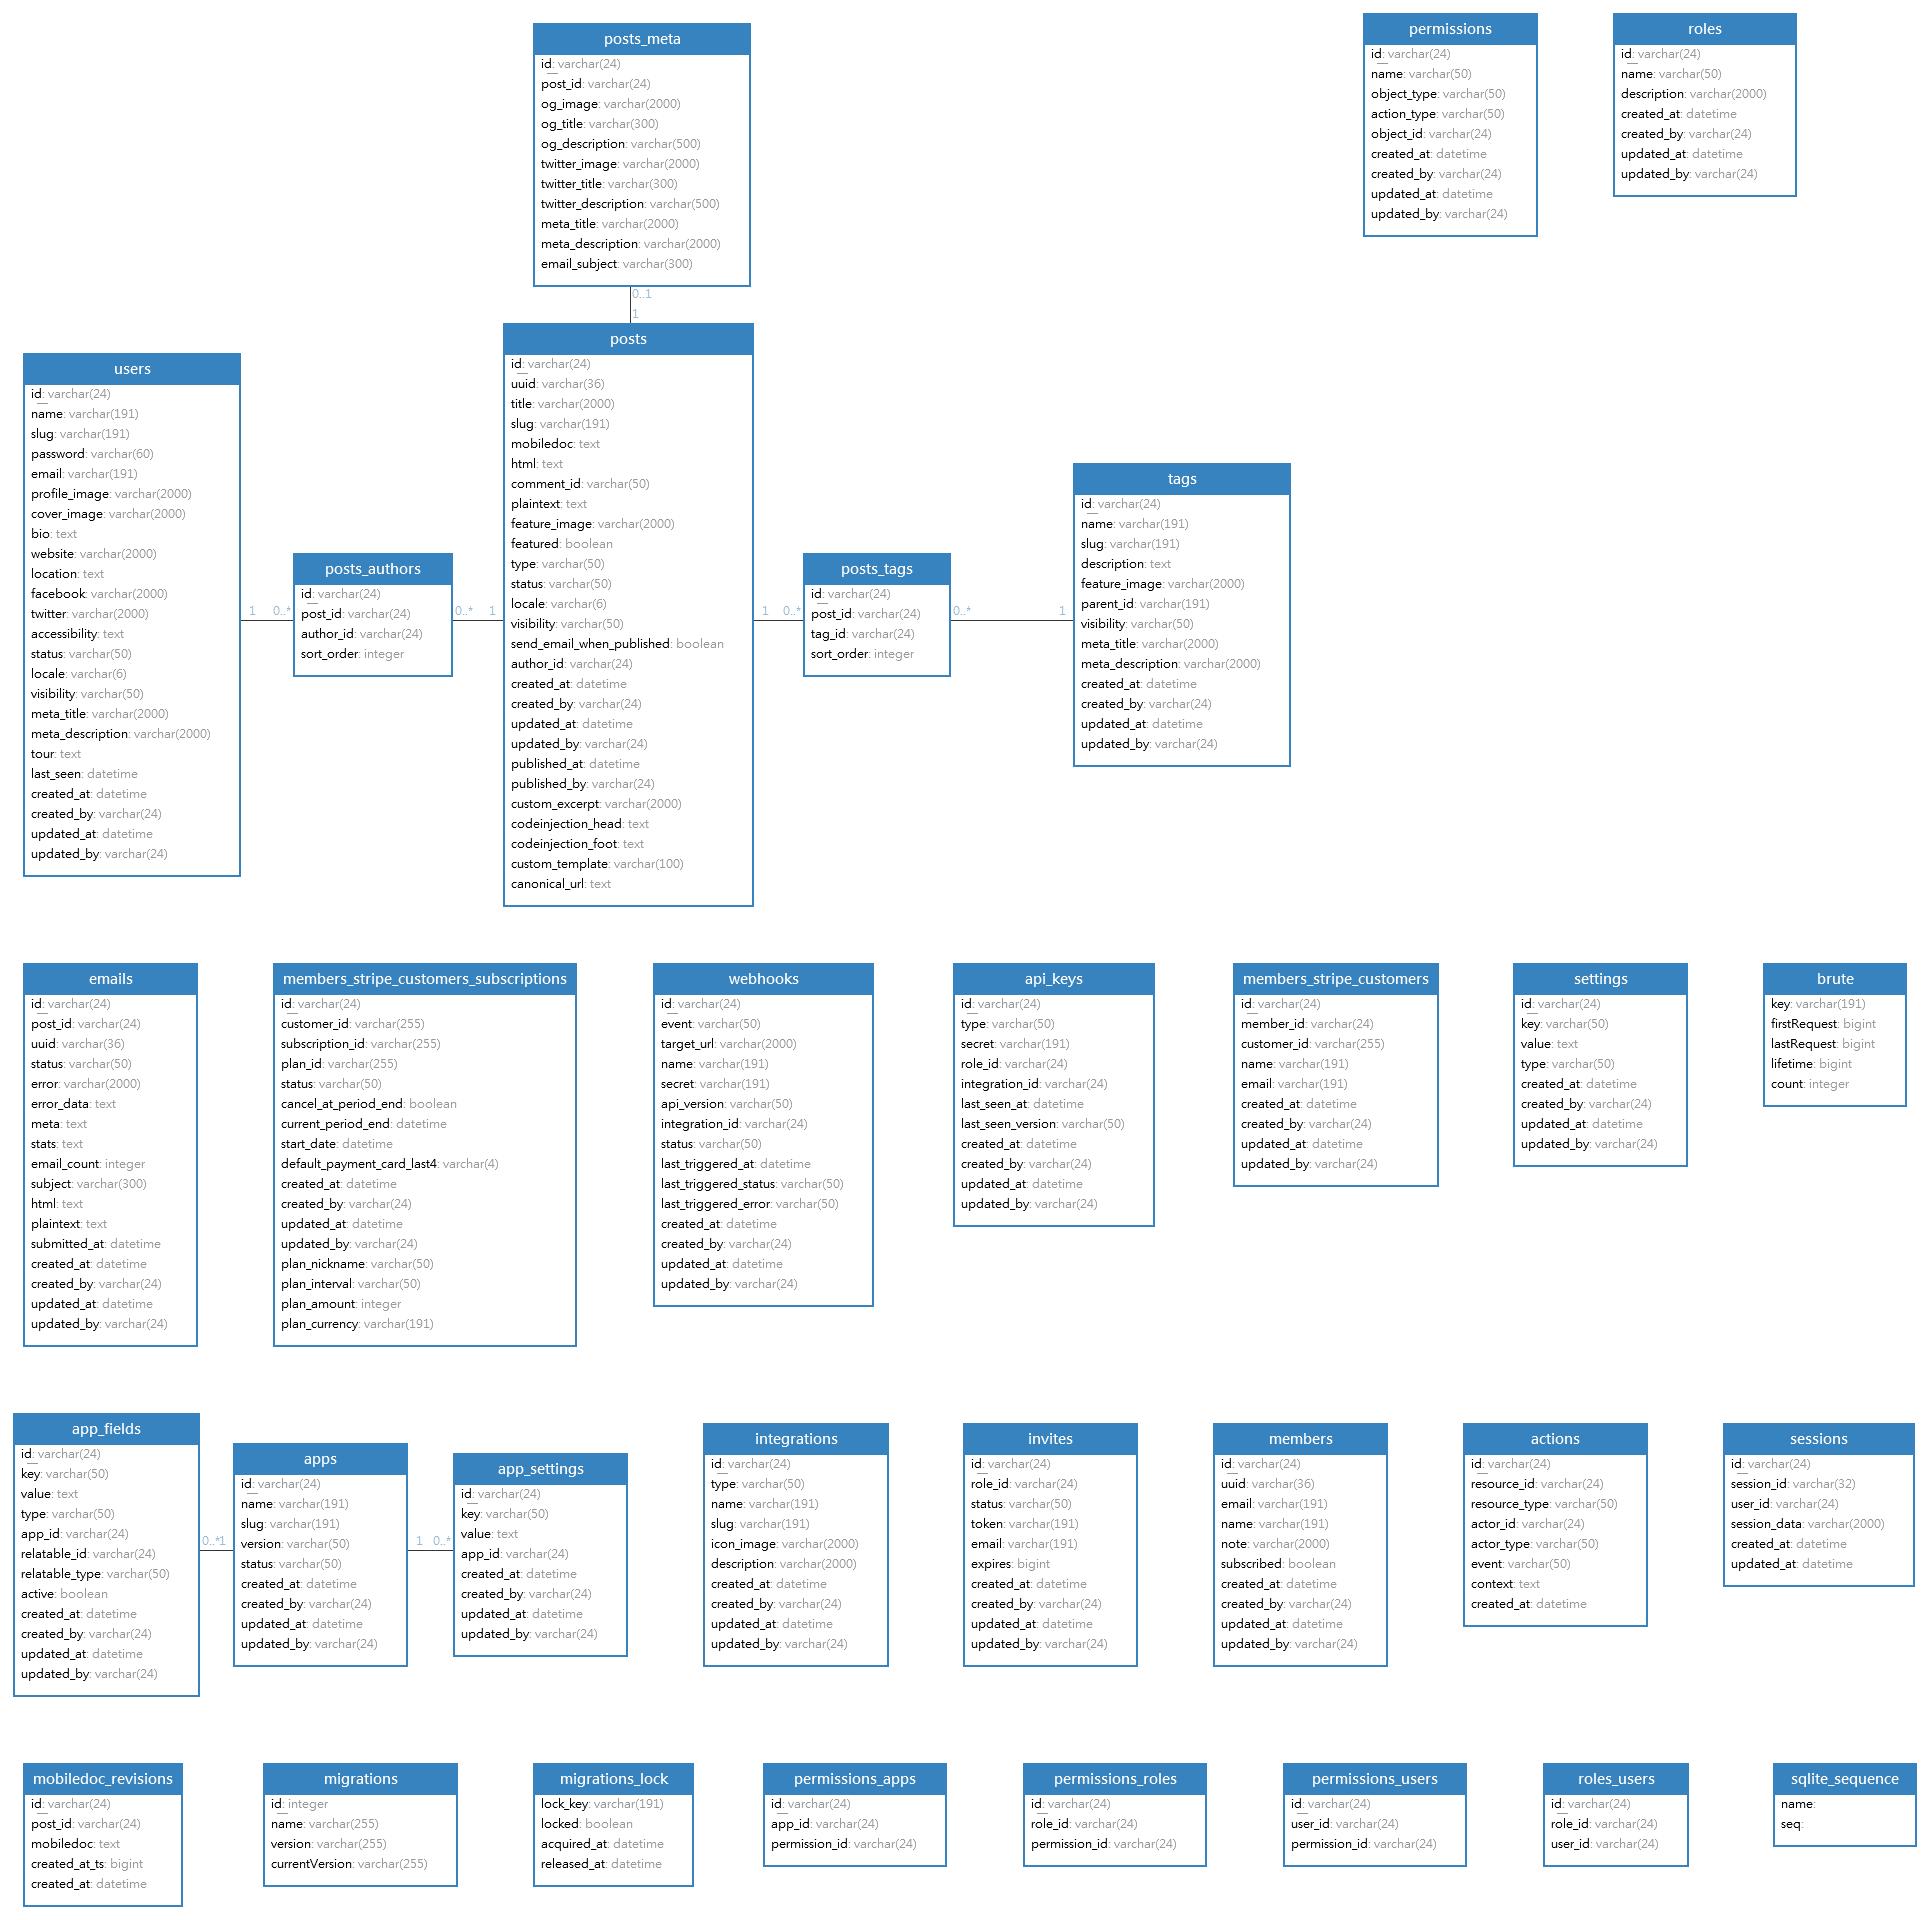 posts_meta
id: varchar(24)
post_id: varchar(24)
og_image: varchar(2000)
og_title: varchar(300)
og_description: varchar(500)
twitter_image: varchar(2000)
twitter_title: varchar(300)
twitter_description: varchar(500)
meta_title: varchar(2000)
meta_description: varchar(2000)
email_subject: varchar(300)
permissions
id: varchar(24)
name: varchar(50)
object_type: varchar(50)
action_type: varchar(50)
object_id: varchar(24)
created_at: datetime
created_by: varchar(24)
updated_at: datetime
updated_by: varchar(24)
roles
id: varchar(24)
name: varchar(50)
description: varchar(2000)
created_at: datetime
created_by: varchar(24)
updated_at: datetime
updated_by: varchar(24)
0..1
1
users
id: varchar(24)
name: varchar(191)
slug: varchar(191)
password: varchar(60)
email: varchar(191)
profile_image: varchar(2000)
cover_image: varchar(2000)
bio: text
website: varchar(2000)
location: text
facebook: varchar(2000)
twitter: varchar(2000)
accessibility: text
status: varchar(50)
locale: varchar(6)
visibility: varchar(50)
meta_title: varchar(2000)
meta_description: varchar(2000)
tour: text
last_seen: datetime
created_at: datetime
created_by: varchar(24)
updated_at: datetime
updated_by: varchar(24)
1 0..*
posts_authors
id: varchar(24)
post_id: varchar(24)
author_id: varchar(24)
sort_order: integer
0..* 1
posts
id: varchar(24)
uuid: varchar(36)
title: varchar(2000)
slug: varchar(191)
mobiledoc: text
html: text
comment_id: varchar(50)
plaintext: text
feature_image: varchar(2000)
featured: boolean
type: varchar(50)
status: varchar(50)
locale: varchar(6)
visibility: varchar(50)
send_email_when_published: boolean
author_id: varchar(24)
created_at: datetime
created_by: varchar(24)
updated_at: datetime
updated_by: varchar(24)
published_at: datetime
published_by: varchar(24)
custom_excerpt: varchar(2000)
codeinjection_head: text
codeinjection_foot: text
custom_template: varchar(100)
canonical_url: text
1 0..*
posts_tags
id: varchar(24)
post_id: varchar(24)
tag_id: varchar(24)
sort_order: integer
0..* 1
tags
id: varchar(24)
name: varchar(191)
slug: varchar(191)
description: text
feature_image: varchar(2000)
parent_id: varchar(191)
visibility: varchar(50)
meta_title: varchar(2000)
meta_description: varchar(2000)
created_at: datetime
created_by: varchar(24)
updated_at: datetime
updated_by: varchar(24)
emails
id: varchar(24)
post_id: varchar(24)
uuid: varchar(36)
status: varchar(50)
error: varchar(2000)
error_data: text
meta: text
stats: text
email_count: integer
subject: varchar(300)
html: text
plaintext: text
submitted_at: datetime
created_at: datetime
created_by: varchar(24)
updated_at: datetime
updated_by: varchar(24)
members_stripe_customers_subscriptions
id: varchar(24)
customer_id: varchar(255)
subscription_id: varchar(255)
plan_id: varchar(255)
status: varchar(50)
cancel_at_period_end: boolean
current_period_end: datetime
start_date: datetime
default_payment_card_last4: varchar(4)
created_at: datetime
created_by: varchar(24)
updated_at: datetime
updated_by: varchar(24)
plan_nickname: varchar(50)
plan_interval: varchar(50)
plan_amount: integer
plan_currency: varchar(191)
webhooks
id: varchar(24)
event: varchar(50)
target_url: varchar(2000)
name: varchar(191)
secret: varchar(191)
api_version: varchar(50)
integration_id: varchar(24)
status: varchar(50)
last_triggered_at: datetime
last_triggered_status: varchar(50)
last_triggered_error: varchar(50)
created_at: datetime
created_by: varchar(24)
updated_at: datetime
updated_by: varchar(24)
api_keys
id: varchar(24)
type: varchar(50)
secret: varchar(191)
role_id: varchar(24)
integration_id: varchar(24)
last_seen_at: datetime
last_seen_version: varchar(50)
created_at: datetime
created_by: varchar(24)
updated_at: datetime
updated_by: varchar(24)
members_stripe_customers
id: varchar(24)
member_id: varchar(24)
customer_id: varchar(255)
name: varchar(191)
email: varchar(191)
created_at: datetime
created_by: varchar(24)
updated_at: datetime
updated_by: varchar(24)
settings
id: varchar(24)
key: varchar(50)
value: text
type: varchar(50)
created_at: datetime
created_by: varchar(24)
updated_at: datetime
updated_by: varchar(24)
brute
key: varchar(191)
firstRequest: bigint
lastRequest: bigint
lifetime: bigint
count: integer
app_fields
id: varchar(24)
key: varchar(50)
value: text
type: varchar(50)
app_id: varchar(24)
relatable_id: varchar(24)
relatable_type: varchar(50)
active: boolean
created_at: datetime
created_by: varchar(24)
updated_at: datetime
updated_by: varchar(24)
0..*1
apps
id: varchar(24)
name: varchar(191)
slug: varchar(191)
version: varchar(50)
status: varchar(50)
created_at: datetime
created_by: varchar(24)
updated_at: datetime
updated_by: varchar(24)
1 0..*
app_settings
id: varchar(24)
key: varchar(50)
value: text
app_id: varchar(24)
created_at: datetime
created_by: varchar(24)
updated_at: datetime
updated_by: varchar(24)
integrations
id: varchar(24)
type: varchar(50)
name: varchar(191)
slug: varchar(191)
icon_image: varchar(2000)
description: varchar(2000)
created_at: datetime
created_by: varchar(24)
updated_at: datetime
updated_by: varchar(24)
invites
id: varchar(24)
role_id: varchar(24)
status: varchar(50)
token: varchar(191)
email: varchar(191)
expires: bigint
created_at: datetime
created_by: varchar(24)
updated_at: datetime
updated_by: varchar(24)
members
id: varchar(24)
uuid: varchar(36)
email: varchar(191)
name: varchar(191)
note: varchar(2000)
subscribed: boolean
created_at: datetime
created_by: varchar(24)
updated_at: datetime
updated_by: varchar(24)
actions
id: varchar(24)
resource_id: varchar(24)
resource_type: varchar(50)
actor_id: varchar(24)
actor_type: varchar(50)
event: varchar(50)
context: text
created_at: datetime
sessions
id: varchar(24)
session_id: varchar(32)
user_id: varchar(24)
session_data: varchar(2000)
created_at: datetime
updated_at: datetime
mobiledoc_revisions
id: varchar(24)
post_id: varchar(24)
mobiledoc: text
created_at_ts: bigint
created_at: datetime
migrations
id: integer
name: varchar(255)
version: varchar(255)
currentVersion: varchar(255)
migrations_lock
lock_key: varchar(191)
locked: boolean
acquired_at: datetime
released_at: datetime
permissions_apps
id: varchar(24)
app_id: varchar(24)
permission_id: varchar(24)
permissions_roles
id: varchar(24)
role_id: varchar(24)
permission_id: varchar(24)
permissions_users
id: varchar(24)
user_id: varchar(24)
permission_id: varchar(24)
roles_users
id: varchar(24)
role_id: varchar(24)
user_id: varchar(24)
sqlite_sequence
name:
seq: